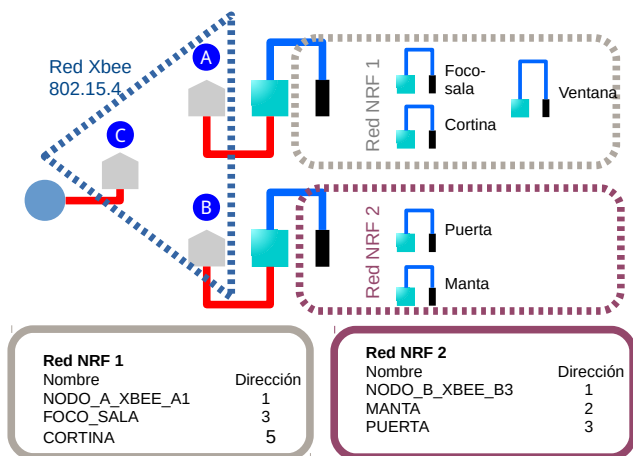 Red Xbee
802.15.4
A
C
B
Red NRF 1
Foco-
sala
Cortina
Ventana
Red NRF 2
Puerta
Manta
Red NRF 1
Nombre Dirección
NODO_A_XBEE_A1 1
FOCO_SALA 3
CORTINA 5
Red NRF 2
Nombre Dirección
NODO_B_XBEE_B3 1
MANTA 2
PUERTA 3